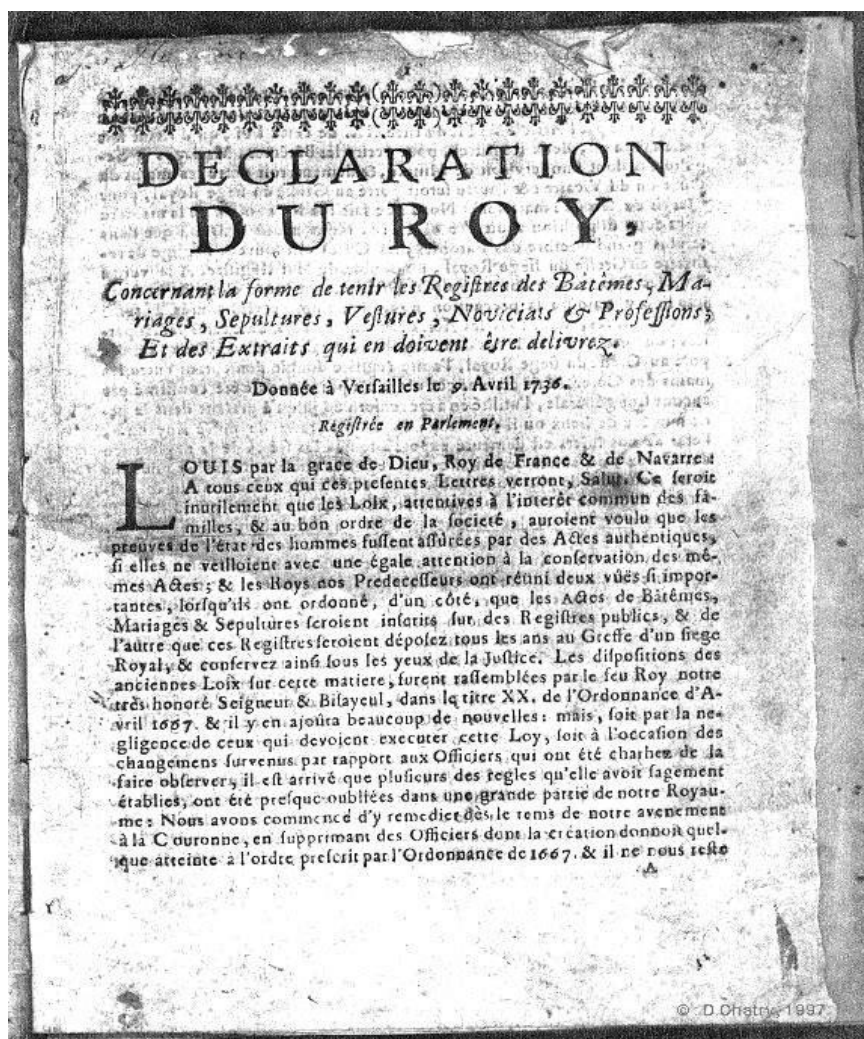 DECLARATION
DU ROY,
Concernant la forme de tenir les Registres des Bâtêmes, Ma-
riages, Sepultures, Vestures, Noviciats & Professions;
Et des Extraits qui en doivent être delivrez.
Donnée à Versailles le 9. Avril 1736.
Registrée en Parlement.
LOUIS par la grace de Dieu, Roy de France & de Navarre:
A tous ceux qui ces presentes Lettres verront, Salut. Ce seroit
inutilement que les Loix, attentives à l'interêt commun des fa-
milles, & au bon ordre de la societé, auroient voulu que les
preuves de l'état des hommes fussent assurées par des Actes authentiques,
si elles ne veilloient avec une égale attention à la conservation des mê-
mes Actes; & les Roys nos Predecesseurs ont réuni deux vûës si impor-
tantes, lorsqu'ils ont ordonné, d'un côté, que les Actes de Bâtêmes,
Mariages & Sepultures seroient inscrits sur des Registres publics, & de
l'autre que ces Registres seroient déposez tous les ans au Greffe d'un siege
Royal, & conservez ainsi sous les yeux de la Justice. Les dispositions des
anciennes Loix sur cette matiere, furent rassemblées par le feu Roy notre
très honoré Seigneur & Bisayeul, dans le titre XX. de l'Ordonnance d'A-
vril 1667. & il y en ajoûta beaucoup de nouvelles: mais, soit par la ne-
gligence de ceux qui devoient executer cette Loy, soit à l'occasion des
changemens survenus par rapport aux Officiers qui ont été chargez de la
faire observer, il est arrivé que plusieurs des regles qu'elle avoit sagement
établies, ont été presque oubliées dans une grande partie de notre Royau-
me: Nous avons commencé d'y remedier dès le tems de notre avenement
à la Couronne, en supprimant des Officiers dont la création donnoit quel-
que atteinte à l'ordre prescrit par l'Ordonnance de 1667. & il ne nous reste
A
© D.Chatry, 1997